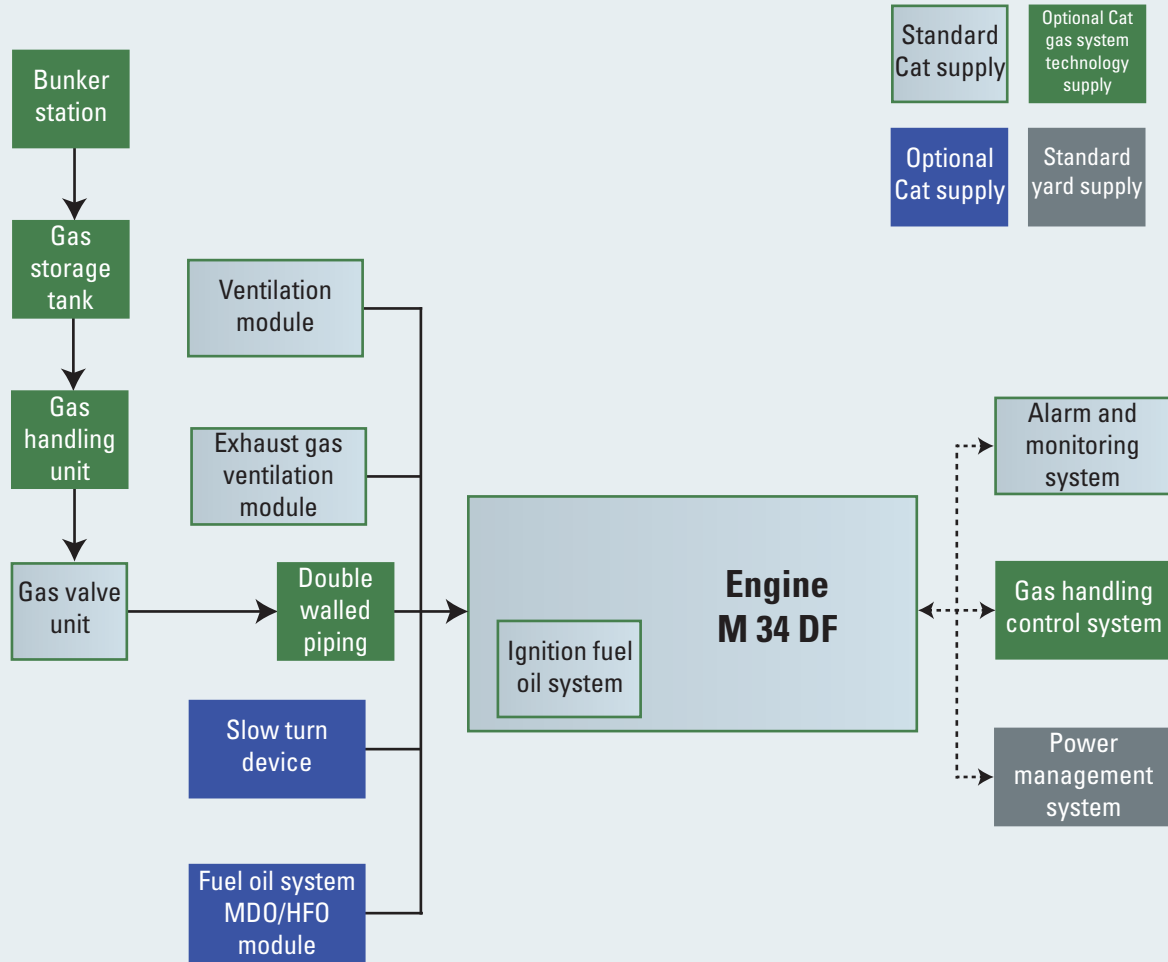 Standard
Cat supply
Optional Cat
gas system
technology
supply
Optional
Cat supply
Standard
yard supply
Bunker
station
Gas
storage
tank
Gas
handling
unit
Gas valve
unit
Ventilation
module
Exhaust gas
ventilation
module
Double
walled
piping
Slow turn
device
Fuel oil system
MDO/HFO
module
Engine
M 34 DF
Ignition fuel
oil system
Alarm and
monitoring
system
Gas handling
control system
Power
management
system